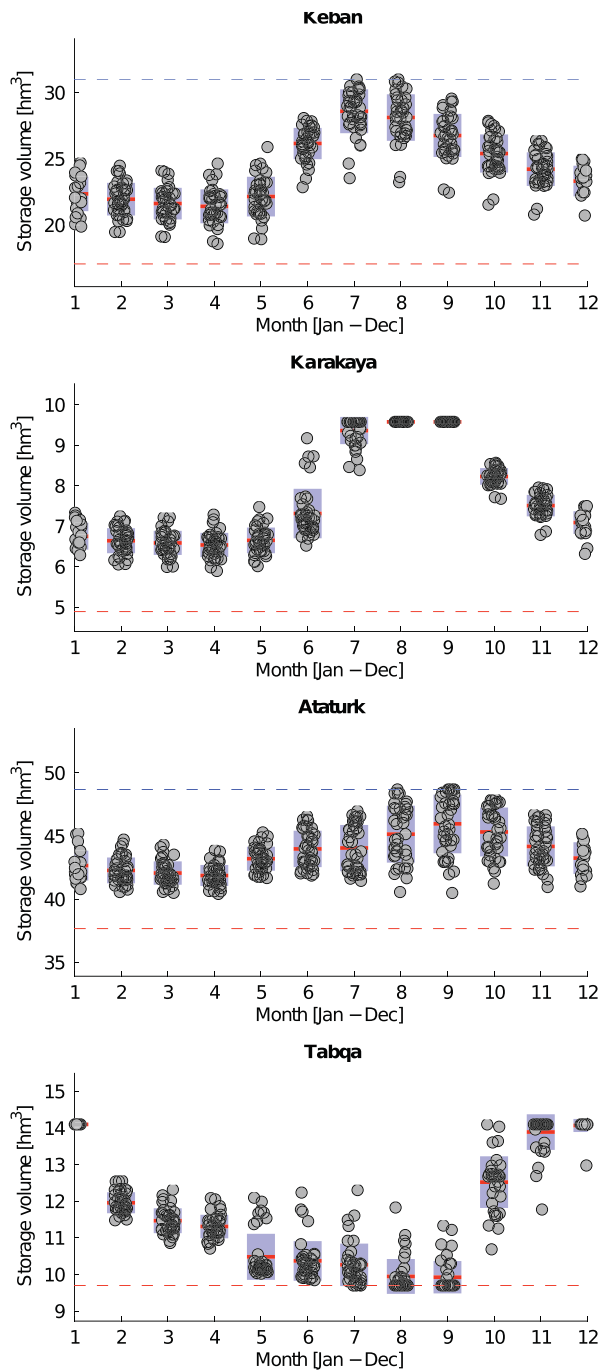 Keban
30
25
20
Storage volume [hm³]
1 2 3 4 5 6 7 8 9 10 11 12
Month [Jan – Dec]
Karakaya
10
9
8
7
6
5
Storage volume [hm³]
1 2 3 4 5 6 7 8 9 10 11 12
Month [Jan – Dec]
Ataturk
50
45
40
35
Storage volume [hm³]
1 2 3 4 5 6 7 8 9 10 11 12
Month [Jan – Dec]
Tabqa
15
14
13
12
11
10
9
Storage volume [hm³]
1 2 3 4 5 6 7 8 9 10 11 12
Month [Jan – Dec]